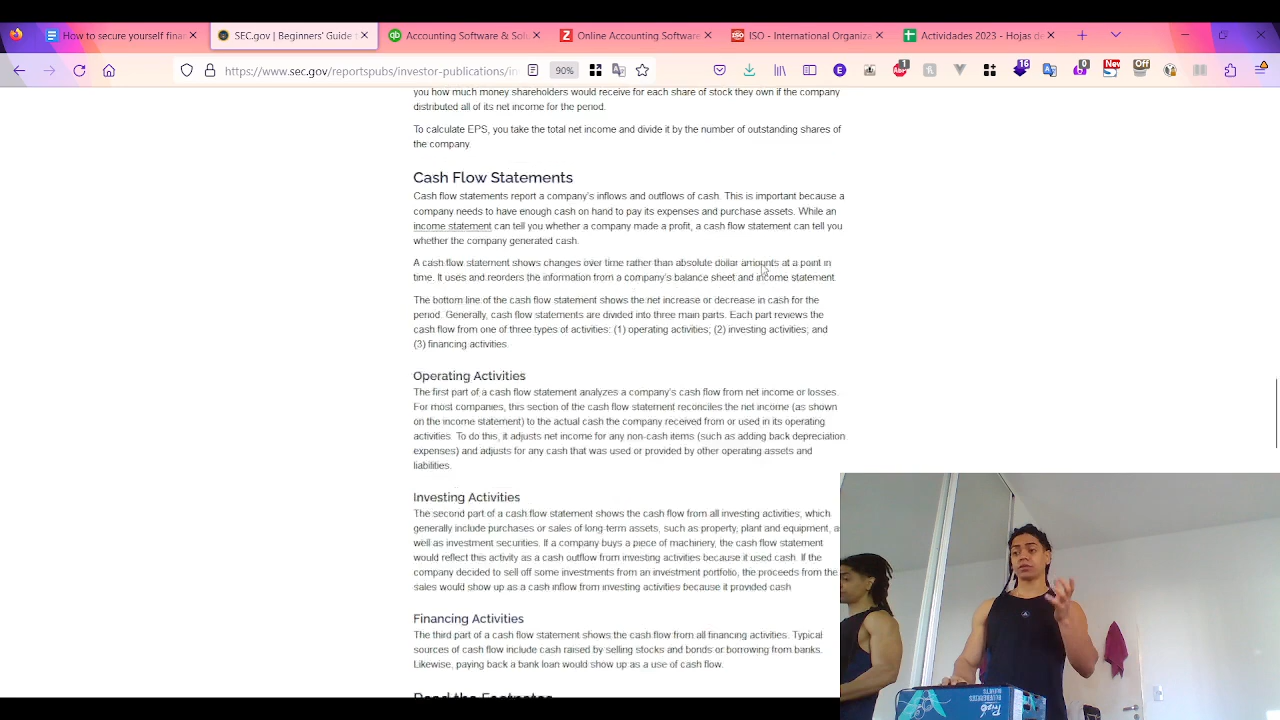 How to secure yourself finan
SEC.gov | Beginners' Guide t
Accounting Software & Solu
Online Accounting Software
ISO - International Organiza
Actividades 2023 - Hojas de
https://www.sec.gov/reportspubs/investor-publications/in
90%
1
New
16
0
Off
you how much money shareholders would receive for each share of stock they own if the company
distributed all of its net income for the period.
To calculate EPS, you take the total net income and divide it by the number of outstanding shares of
the company.
Cash Flow Statements
Cash flow statements report a company's inflows and outflows of cash. This is important because a
company needs to have enough cash on hand to pay its expenses and purchase assets. While an
income statement can tell you whether a company made a profit, a cash flow statement can tell you
whether the company generated cash.
A cash flow statement shows changes over time rather than absolute dollar amounts at a point in
time. It uses and reorders the information from a company's balance sheet and income statement.
The bottom line of the cash flow statement shows the net increase or decrease in cash for the
period. Generally, cash flow statements are divided into three main parts. Each part reviews the
cash flow from one of three types of activities: (1) operating activities; (2) investing activities; and
(3) financing activities.
Operating Activities
The first part of a cash flow statement analyzes a company's cash flow from net income or losses.
For most companies, this section of the cash flow statement reconciles the net income (as shown
on the income statement) to the actual cash the company received from or used in its operating
activities. To do this, it adjusts net income for any non-cash items (such as adding back depreciation
expenses) and adjusts for any cash that was used or provided by other operating assets and
liabilities.
Investing Activities
The second part of a cash flow statement shows the cash flow from all investing activities, which
generally include purchases or sales of long-term assets, such as property, plant and equipment, a
well as investment securities. If a company buys a piece of machinery, the cash flow statement
would reflect this activity as a cash outflow from investing activities because it used cash. If the
company decided to sell off some investments from an investment portfolio, the proceeds from the
sales would show up as a cash inflow from investing activities because it provided cash.
Financing Activities
The third part of a cash flow statement shows the cash flow from all financing activities. Typical
sources of cash flow include cash raised by selling stocks and bonds or borrowing from banks.
Likewise, paying back a bank loan would show up as a use of cash flow.
Read the Footnotes